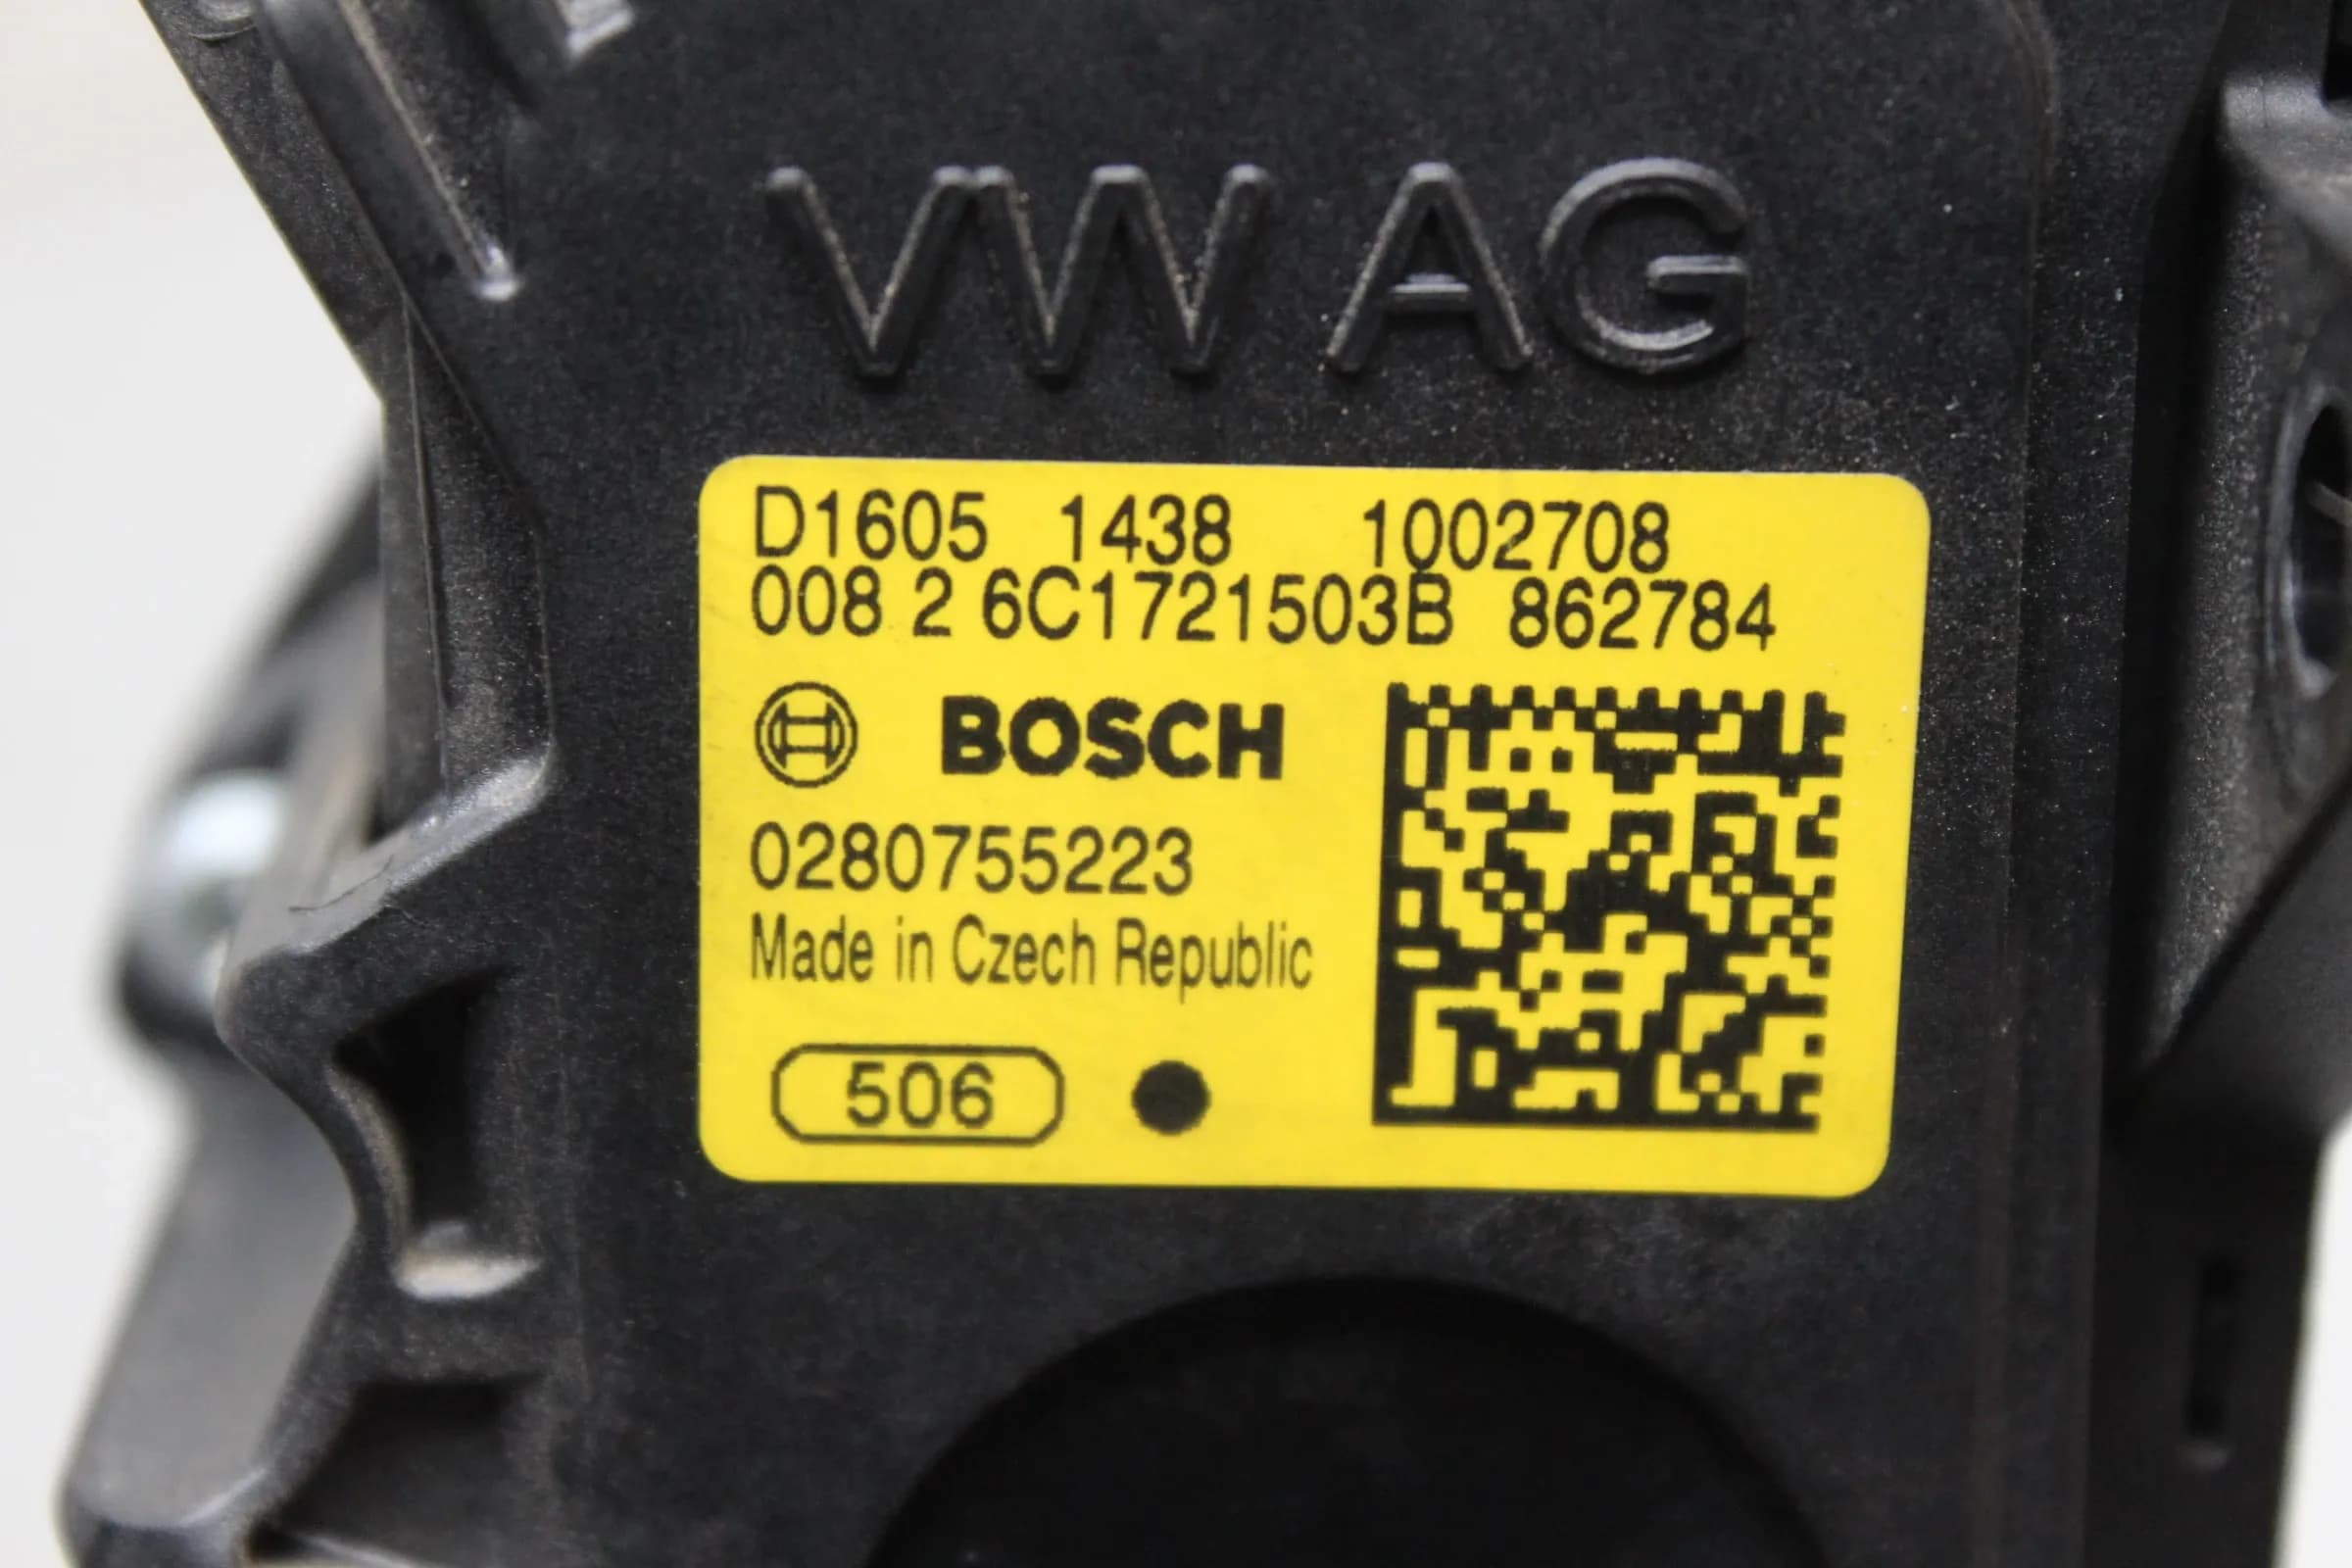 VW AG
D1605 1438 1002708
008 2 6C1721503B 862784
BOSCH
0280755223
Made in Czech Republic
506